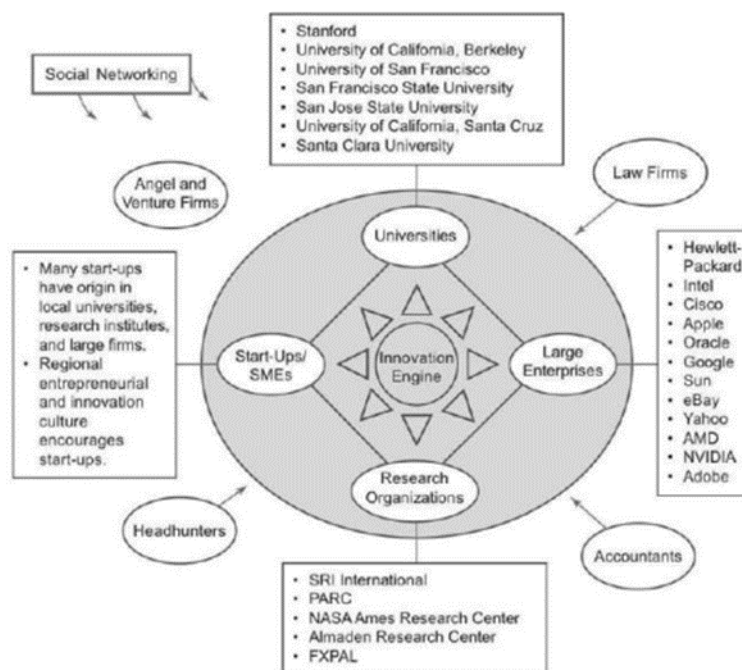 • Stanford
• University of California, Berkeley
• University of San Francisco
• San Francisco State University
• San Jose State University
• University of California, Santa Cruz
• Santa Clara University
Social Networking
Angel and
Venture Firms
Law Firms
Universities
• Many start-ups
have origin in
local universities,
research institutes,
and large firms.
• Regional
entrepreneurial and
innovation
culture
encourages
start-ups.
Start-Ups/
SMEs
Innovation
Engine
Large
Enterprises
• Hewlett-
Packard
• Intel
• Cisco
• Apple
• Oracle
• Google
• Sun
• eBay
• Yahoo
• AMD
• NVIDIA
• Adobe
Research
Organizations
Headhunters
Accountants
• SRI International
• PARC
• NASA Ames Research Center
• Almaden Research Center
• FXPAL